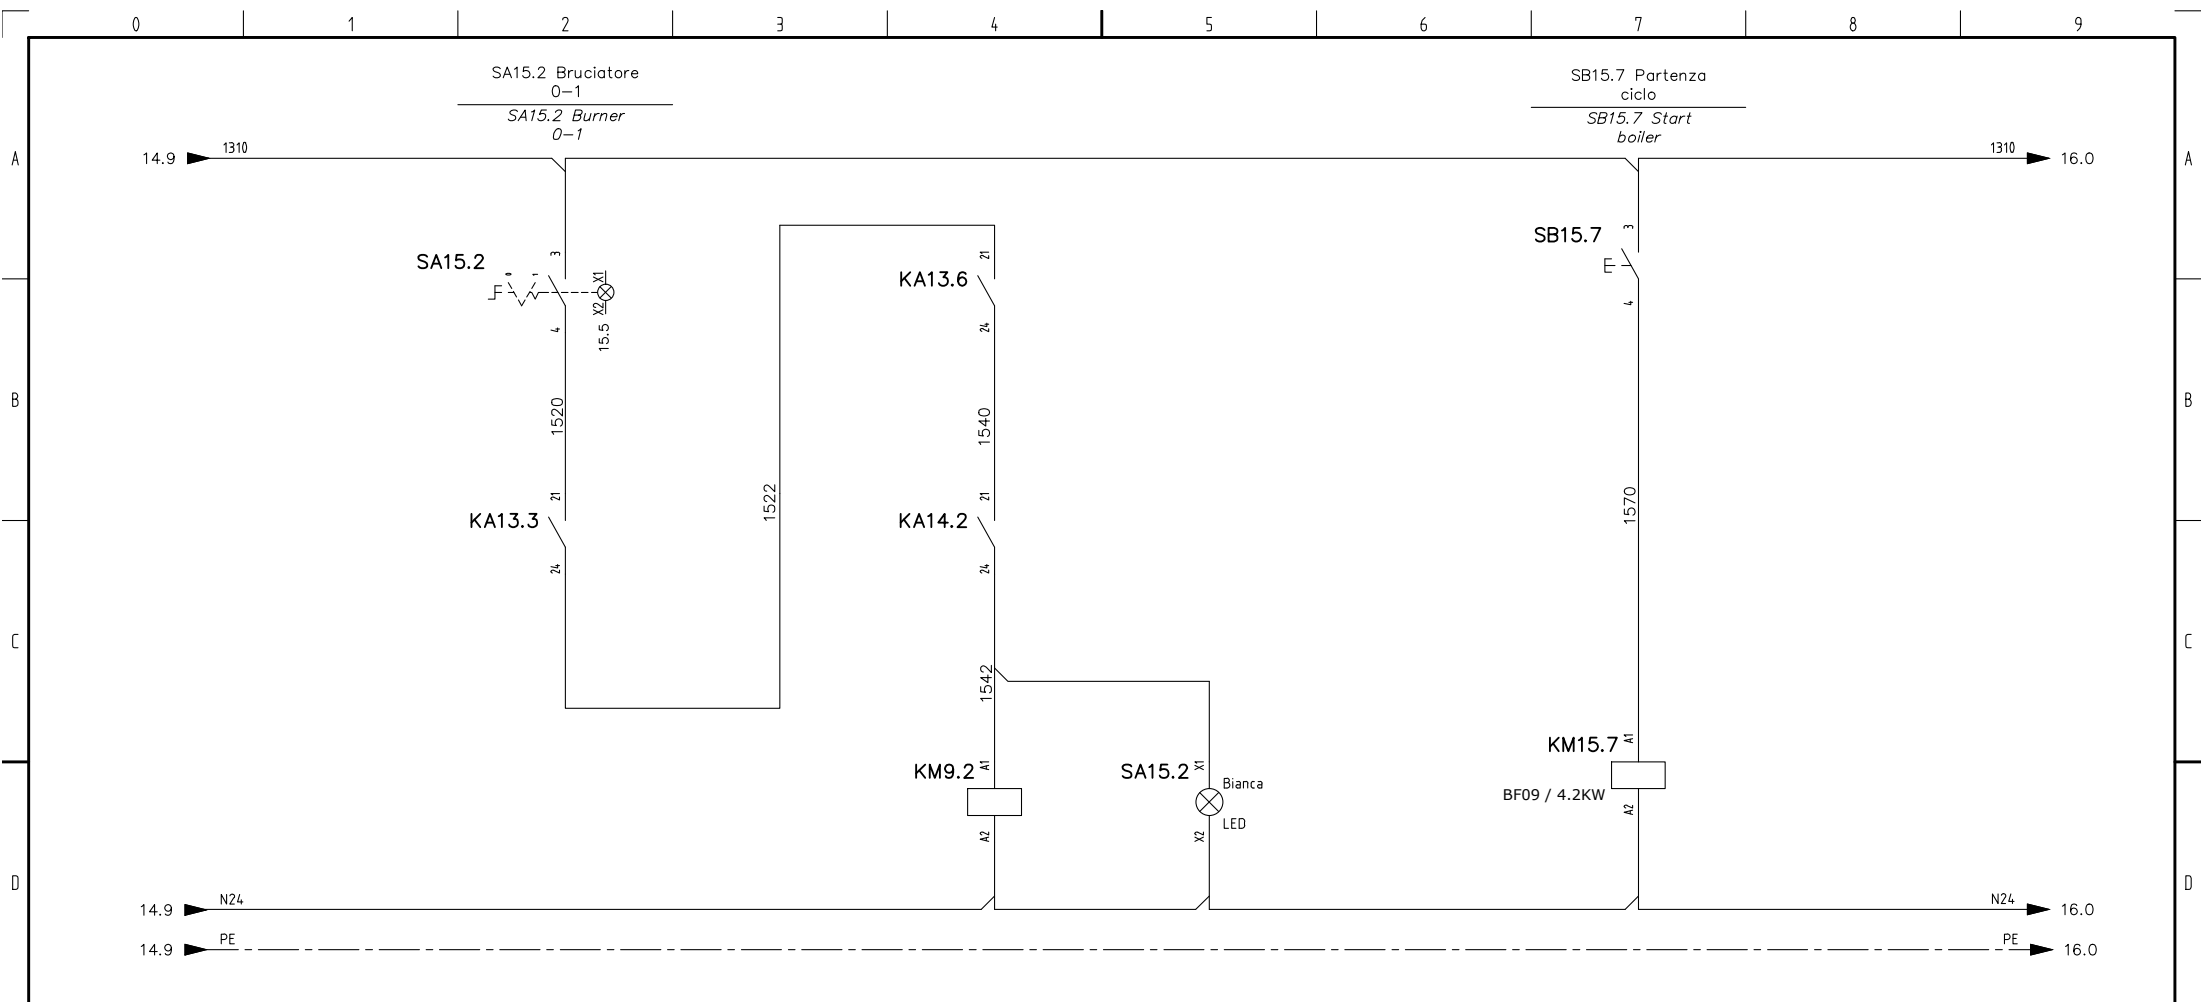 0 1 2 3 4 5 6 7 8 9
SA15.2 Bruciatore
0-1
SA15.2 Burner
0-1
SB15.7 Partenza
ciclo
SB15.7 Start
boiler
A 14.9 1310 1310 16.0 A
SA15.2
3
4
0 1
X1
X2
15.5
1520
KA13.3
21
24
1522
KA13.6
21
24
1540
KA14.2
21
24
1542
KM9.2
A1
A2
SA15.2
X1
X2
Bianca
LED
SB15.7
3
4
1570
KM15.7
A1
A2
BF09 / 4.2KW
B B
C C
D D
14.9 N24 N24 16.0
14.9 PE PE 16.0